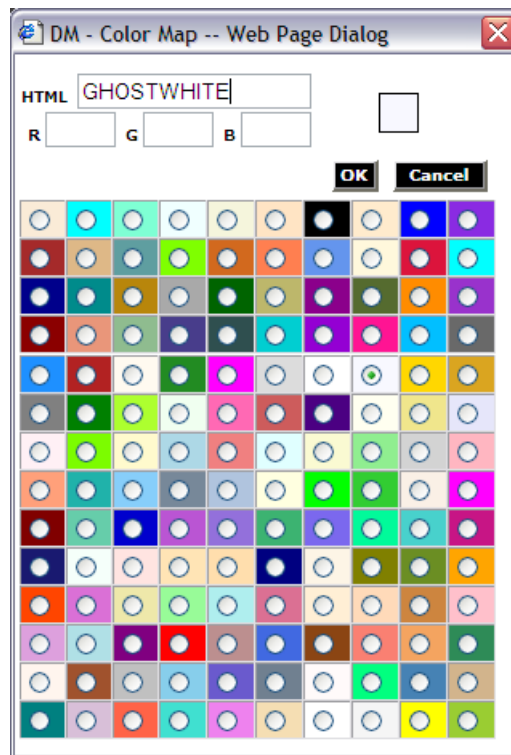 DM - Color Map -- Web Page Dialog
HTML GHOSTWHITE
R G B
OK Cancel